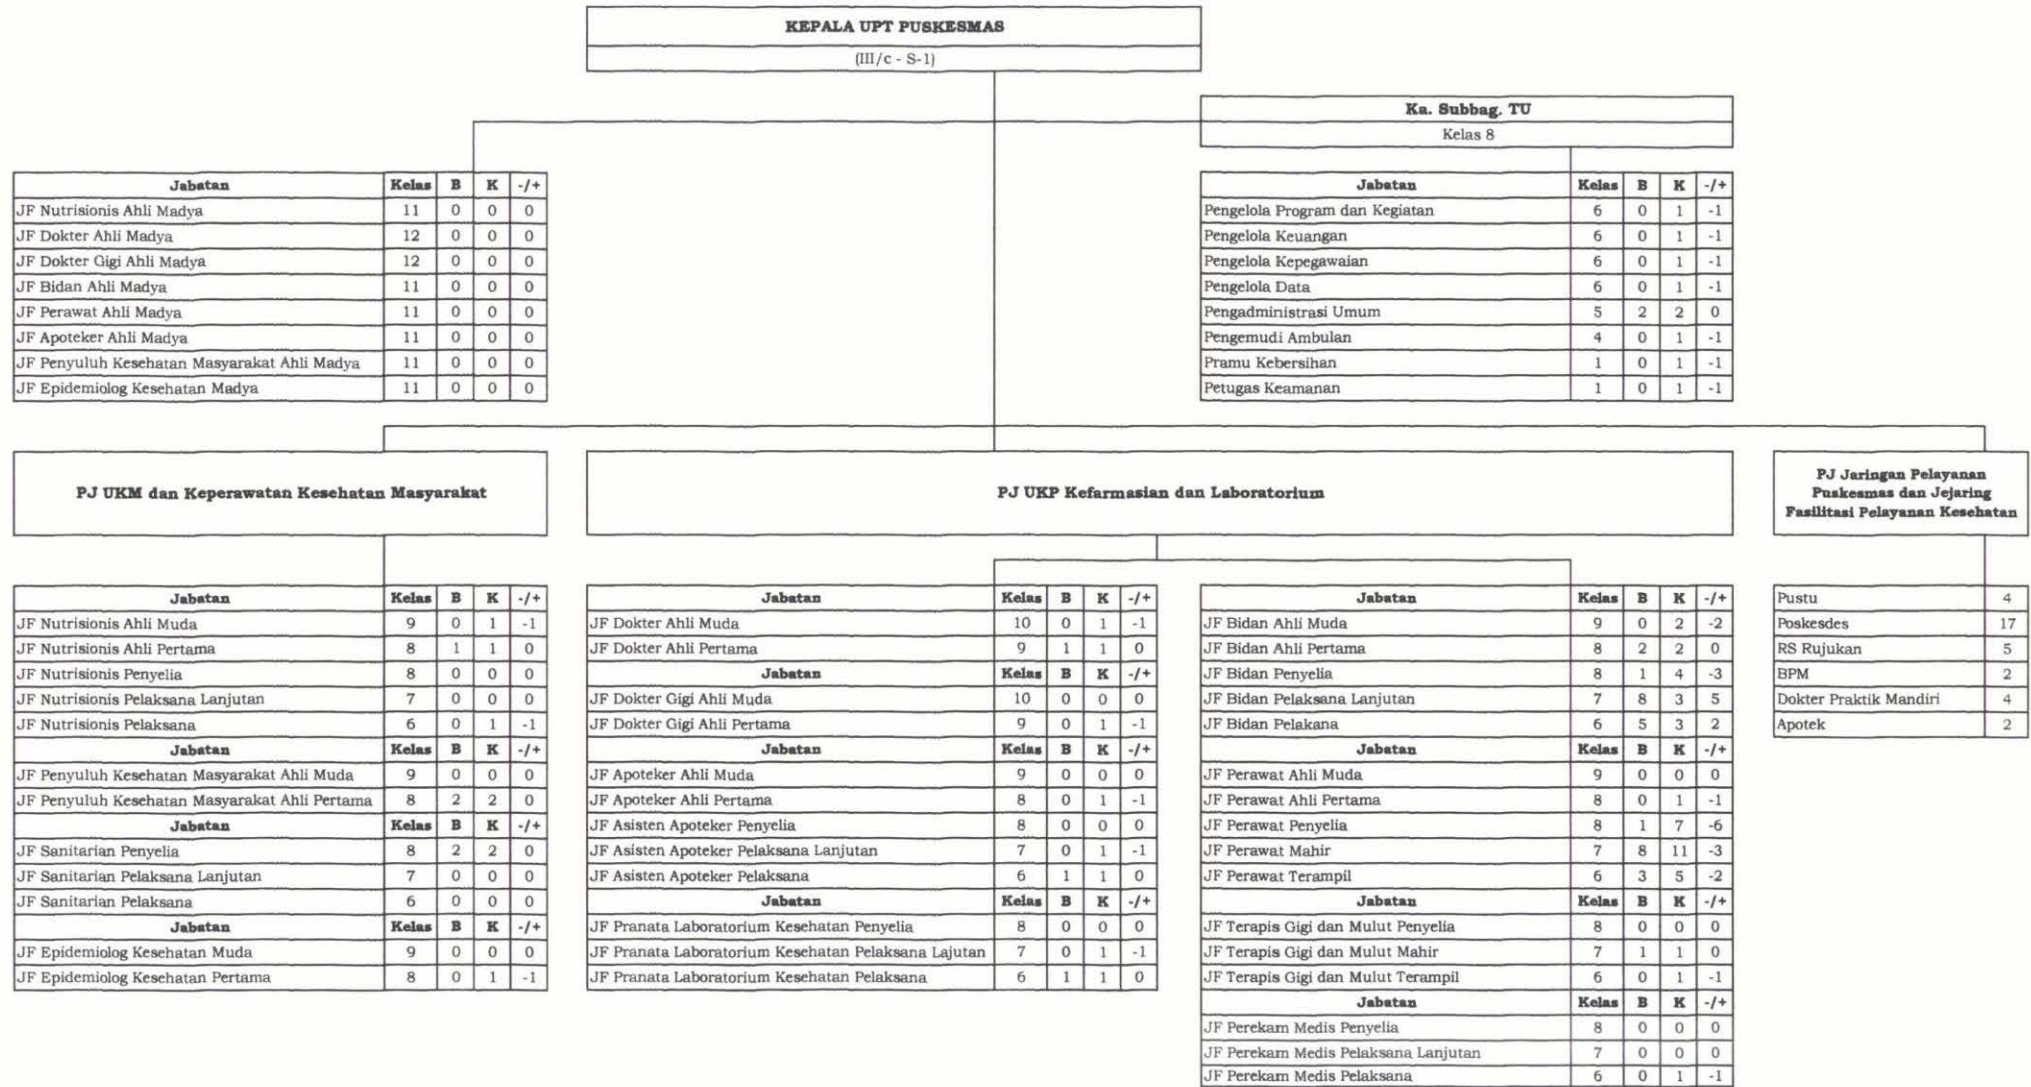 KEPALA UPT PUSKESMAS
(III/c - S-1)
Ka. Subbag. TU
Kelas 8
Jabatan Kelas B K -/+
JF Nutrisionis Ahli Madya 11 0 0 0
JF Dokter Ahli Madya 12 0 0 0
JF Dokter Gigi Ahli Madya 12 0 0 0
JF Bidan Ahli Madya 11 0 0 0
JF Perawat Ahli Madya 11 0 0 0
JF Apoteker Ahli Madya 11 0 0 0
JF Penyuluh Kesehatan Masyarakat Ahli Madya 11 0 0 0
JF Epidemiolog Kesehatan Madya 11 0 0 0
Jabatan Kelas B K -/+
Pengelola Program dan Kegiatan 6 0 1 -1
Pengelola Keuangan 6 0 1 -1
Pengelola Kepegawaian 6 0 1 -1
Pengelola Data 6 0 1 -1
Pengadministrasi Umum 5 2 2 0
Pengemudi Ambulan 4 0 1 -1
Pramu Kebersihan 1 0 1 -1
Petugas Keamanan 1 0 1 -1
PJ UKM dan Keperawatan Kesehatan Masyarakat
Jabatan Kelas B K -/+
JF Nutrisionis Ahli Muda 9 0 1 -1
JF Nutrisionis Ahli Pertama 8 1 1 0
JF Nutrisionis Penyelia 8 0 0 0
JF Nutrisionis Pelaksana Lanjutan 7 0 0 0
JF Nutrisionis Pelaksana 6 0 1 -1
Jabatan Kelas B K -/+
JF Penyuluh Kesehatan Masyarakat Ahli Muda 9 0 0 0
JF Penyuluh Kesehatan Masyarakat Ahli Pertama 8 2 2 0
Jabatan Kelas B K -/+
JF Sanitarian Penyelia 8 2 2 0
JF Sanitarian Pelaksana Lanjutan 7 0 0 0
JF Sanitarian Pelaksana 6 0 0 0
Jabatan Kelas B K -/+
JF Epidemiolog Kesehatan Muda 9 0 0 0
JF Epidemiolog Kesehatan Pertama 8 0 1 -1
PJ UKP Kefarmasian dan Laboratorium
Jabatan Kelas B K -/+
JF Dokter Ahli Muda 10 0 1 -1
JF Dokter Ahli Pertama 9 1 1 0
Jabatan Kelas B K -/+
JF Dokter Gigi Ahli Muda 10 0 0 0
JF Dokter Gigi Ahli Pertama 9 0 1 -1
Jabatan Kelas B K -/+
JF Apoteker Ahli Muda 9 0 0 0
JF Apoteker Ahli Pertama 8 0 1 -1
JF Asisten Apoteker Penyelia 8 0 0 0
JF Asisten Apoteker Pelaksana Lanjutan 7 0 1 -1
JF Asisten Apoteker Pelaksana 6 1 1 0
Jabatan Kelas B K -/+
JF Pranata Laboratorium Kesehatan Penyelia 8 0 0 0
JF Pranata Laboratorium Kesehatan Pelaksana Lajutan 7 0 1 -1
JF Pranata Laboratorium Kesehatan Pelaksana 6 1 1 0
Jabatan Kelas B K -/+
JF Bidan Ahli Muda 9 0 2 -2
JF Bidan Ahli Pertama 8 2 2 0
JF Bidan Penyelia 8 1 4 -3
JF Bidan Pelaksana Lanjutan 7 8 3 5
JF Bidan Pelakana 6 5 3 2
Jabatan Kelas B K -/+
JF Perawat Ahli Muda 9 0 0 0
JF Perawat Ahli Pertama 8 0 1 -1
JF Perawat Penyelia 8 1 7 -6
JF Perawat Mahir 7 8 11 -3
JF Perawat Terampil 6 3 5 -2
Jabatan Kelas B K -/+
JF Terapis Gigi dan Mulut Penyelia 8 0 0 0
JF Terapis Gigi dan Mulut Mahir 7 1 1 0
JF Terapis Gigi dan Mulut Terampil 6 0 1 -1
Jabatan Kelas B K -/+
JF Perekam Medis Penyelia 8 0 0 0
JF Perekam Medis Pelaksana Lanjutan 7 0 0 0
JF Perekam Medis Pelaksana 6 0 1 -1
PJ Jaringan Pelayanan
Puskesmas dan Jejaring
Fasilitasi Pelayanan Kesehatan
Pustu 4
Poskesdes 17
RS Rujukan 5
BPM 2
Dokter Praktik Mandiri 4
Apotek 2